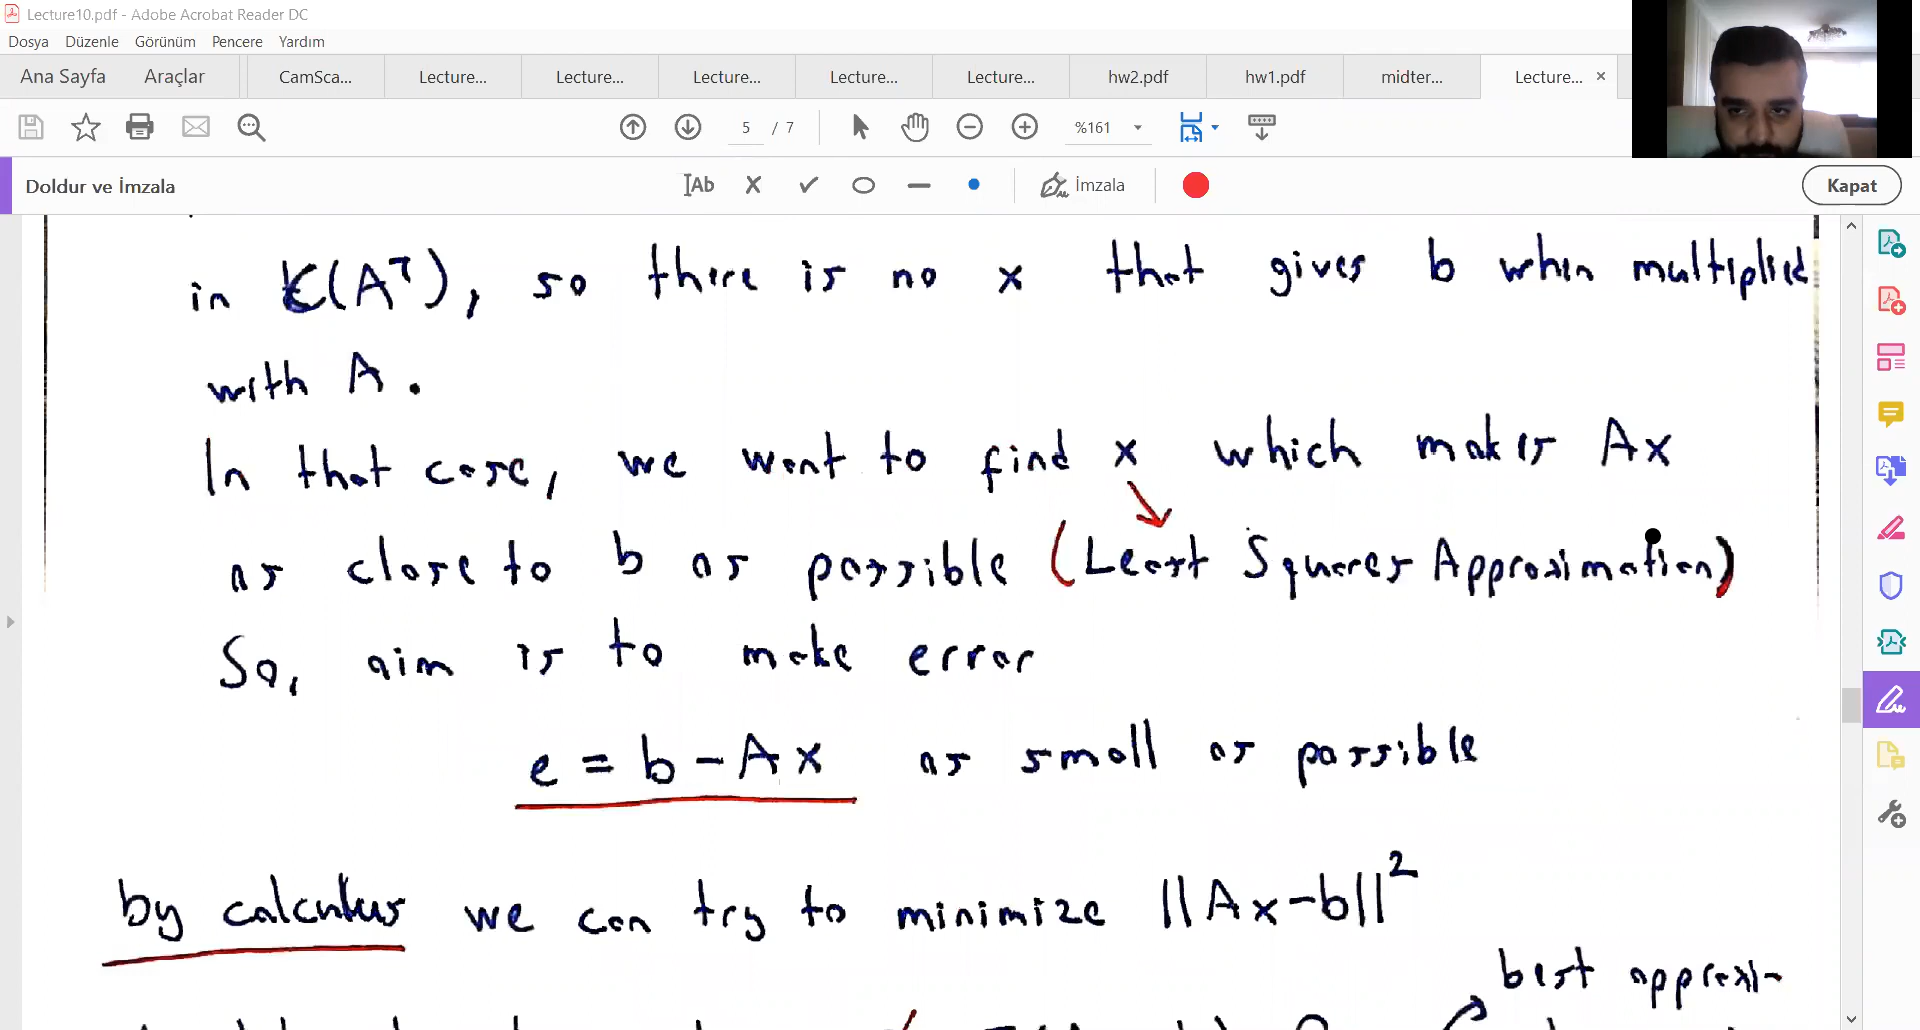 Lecture10.pdf - Adobe Acrobat Reader DC
Dosya Düzenle Görünüm Pencere Yardım
Ana Sayfa Araçlar CamSca... Lecture... Lecture... Lecture... Lecture... Lecture... hw2.pdf hw1.pdf midter... Lecture... ×
5 / 7 %161
Doldur ve İmzala IAb İmzala Kapat
in C(Aᵀ), so there is no x that gives b when multiplied
with A.
In that case, we want to find x which makes Ax
as close to b as possible (Least Squares Approximation)
So, aim is to make error
e = b - Ax as small as possible
by calculus we can try to minimize ||Ax-b||²
best approxi-